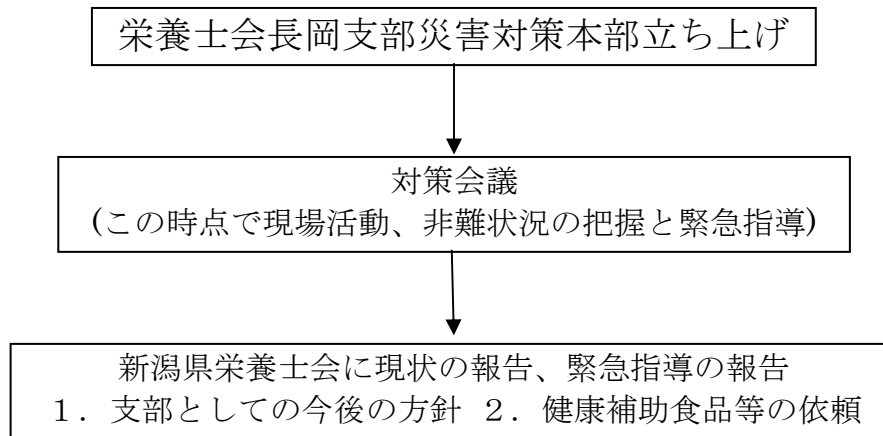 栄養士会長岡支部災害対策本部立ち上げ
対策会議
(この時点で現場活動、非難状況の把握と緊急指導)
新潟県栄養士会に現状の報告、緊急指導の報告
１．支部としての今後の方針 ２．健康補助食品等の依頼